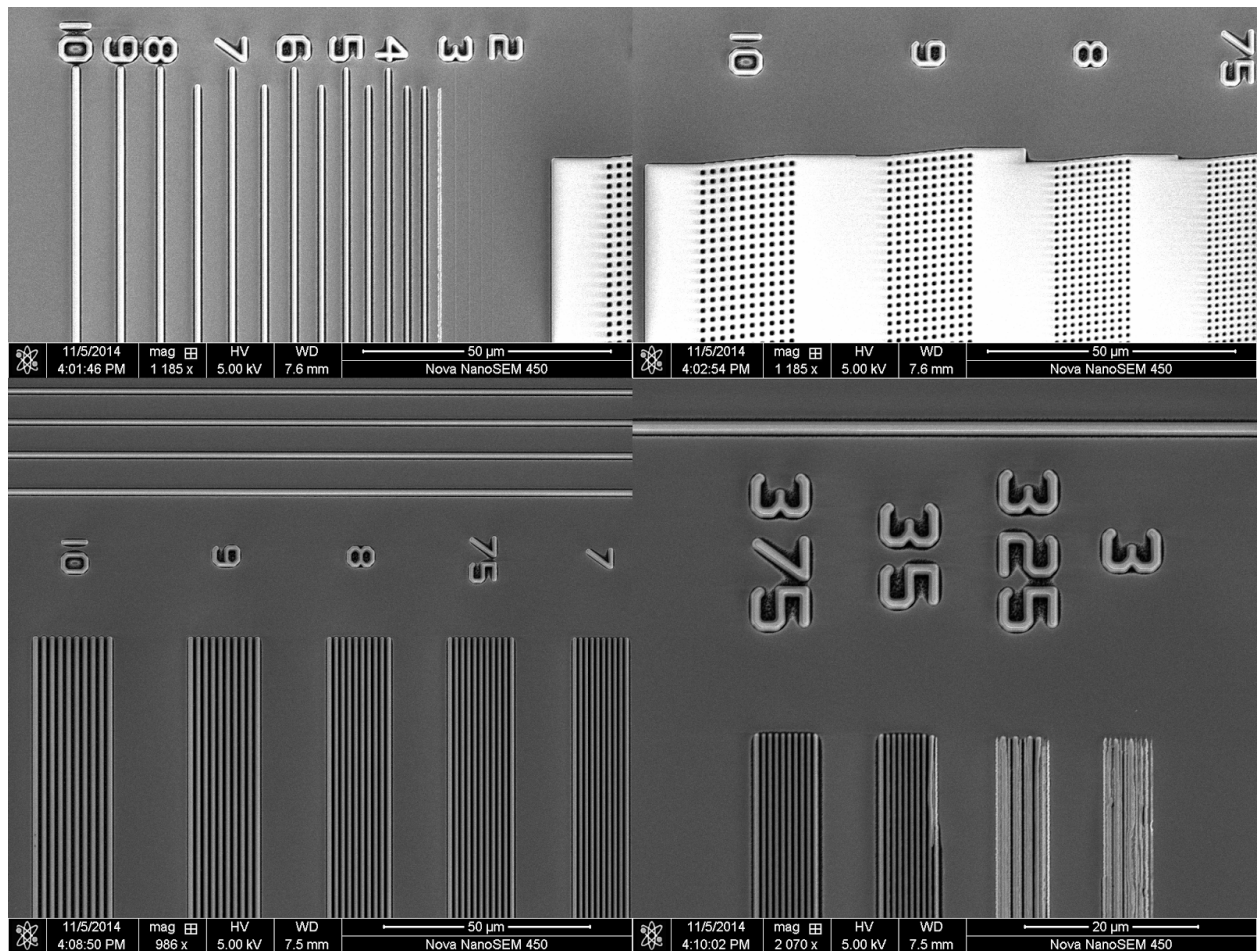 10 9 8 7 6 5 4 3 2
11/5/2014 mag HV WD 50 µm
4:01:46 PM 1 185 x 5.00 kV 7.6 mm Nova NanoSEM 450
10 9 8 75
11/5/2014 mag HV WD 50 µm
4:02:54 PM 1 185 x 5.00 kV 7.6 mm Nova NanoSEM 450
10 9 8 75 7
11/5/2014 mag HV WD 50 µm
4:08:50 PM 986 x 5.00 kV 7.5 mm Nova NanoSEM 450
375 35 325 3
11/5/2014 mag HV WD 20 µm
4:10:02 PM 2 070 x 5.00 kV 7.5 mm Nova NanoSEM 450